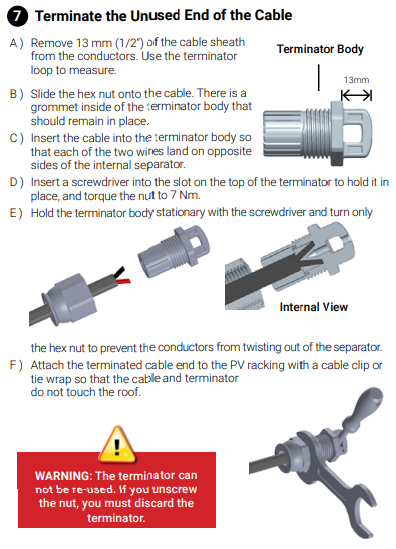 7 Terminate the Unused End of the Cable
A) Remove 13 mm (1/2") of the cable sheath
from the conductors. Use the terminator
loop to measure.
B) Slide the hex nut onto the cable. There is a
grommet inside of the terminator body that
should remain in place.
C) Insert the cable into the terminator body so
that each of the two wires land on opposite
sides of the internal separator.
Terminator Body
13mm
D) Insert a screwdriver into the slot on the top of the terminator to hold it in
place, and torque the nut to 7 Nm.
E) Hold the terminator body stationary with the screwdriver and turn only
Internal View
the hex nut to prevent the conductors from twisting out of the separator.
F) Attach the terminated cable end to the PV racking with a cable clip or
tie wrap so that the cable and terminator
do not touch the roof.
WARNING: The terminator can
not be re-used. If you unscrew
the nut, you must discard the
terminator.